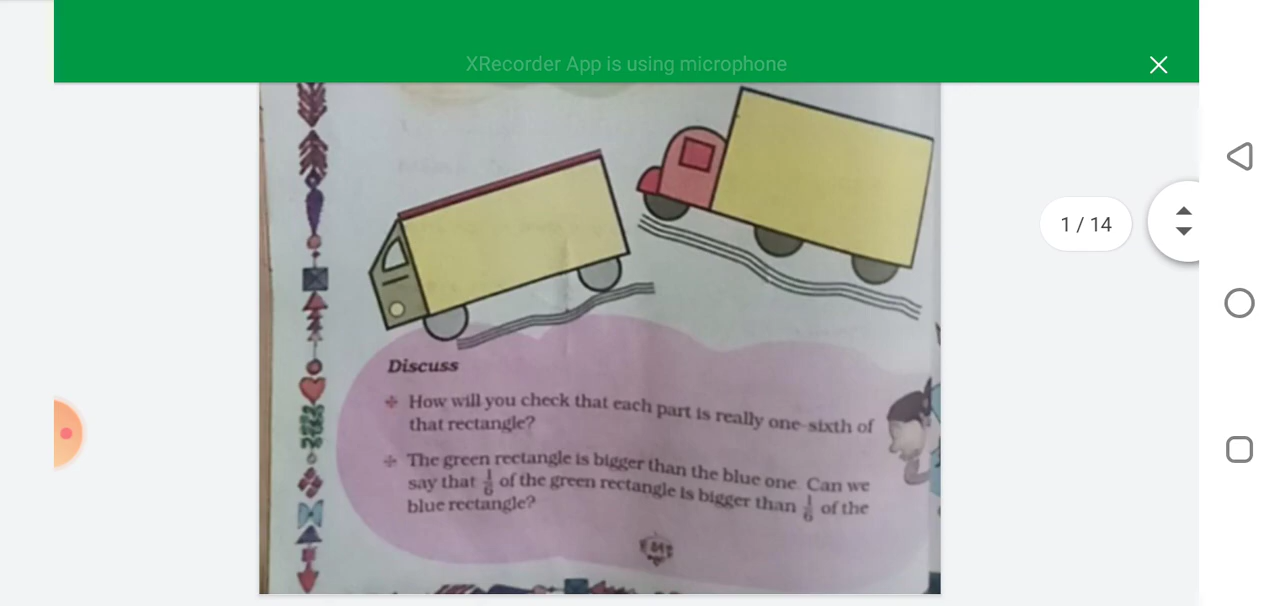 XRecorder App is using microphone
1 / 14
Discuss
How will you check that each part is really one-sixth of
that rectangle?
The green rectangle is bigger than the blue one. Can we
say that 1/6 of the green rectangle is bigger than 1/6 of the
blue rectangle?